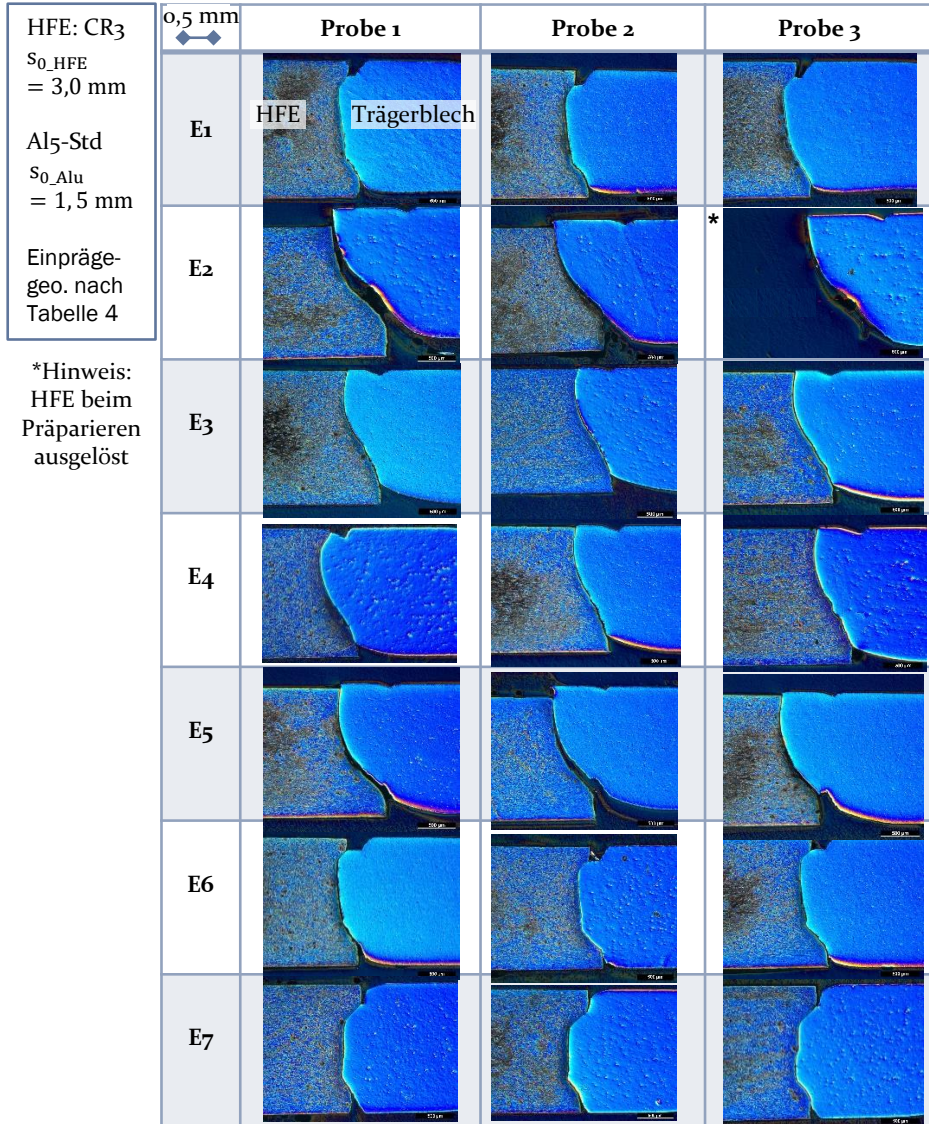 HFE: CR3
s0_HFE
= 3,0 mm
Al5-Std
s0_Alu
= 1, 5 mm
Einpräge-
geo. nach
Tabelle 4
*Hinweis:
HFE beim
Präparieren
ausgelöst
0,5 mm
Probe 1
Probe 2
Probe 3
E1
HFE
Trägerblech
E2
*
E3
E4
E5
E6
E7